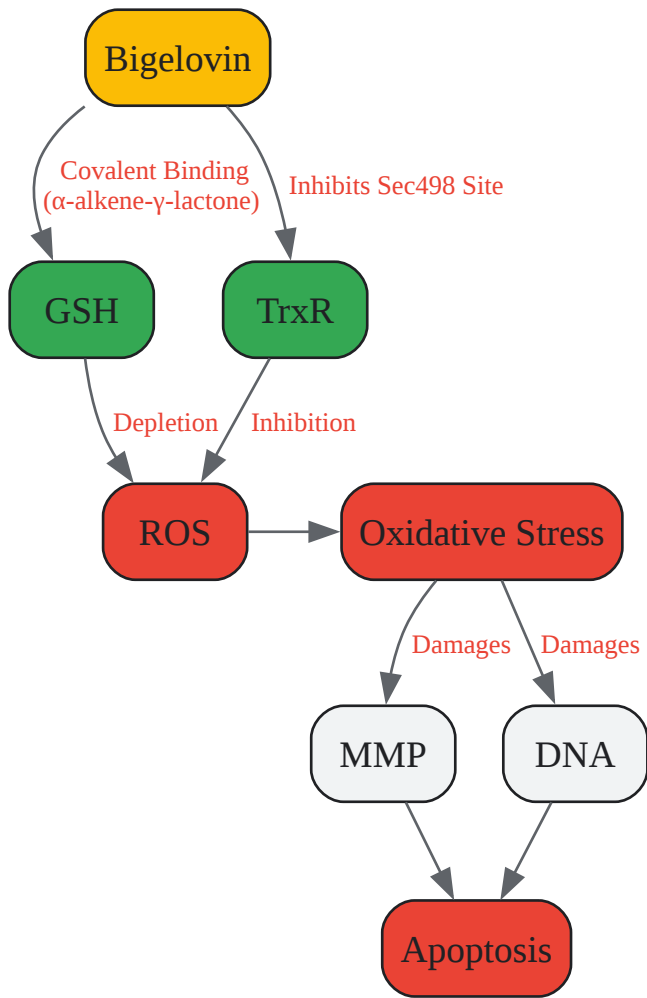 Bigelovin
Covalent Binding
(α-alkene-γ-lactone)
Inhibits Sec498 Site
GSH
TrxR
Depletion
Inhibition
ROS
Oxidative Stress
Damages
Damages
MMP
DNA
Apoptosis